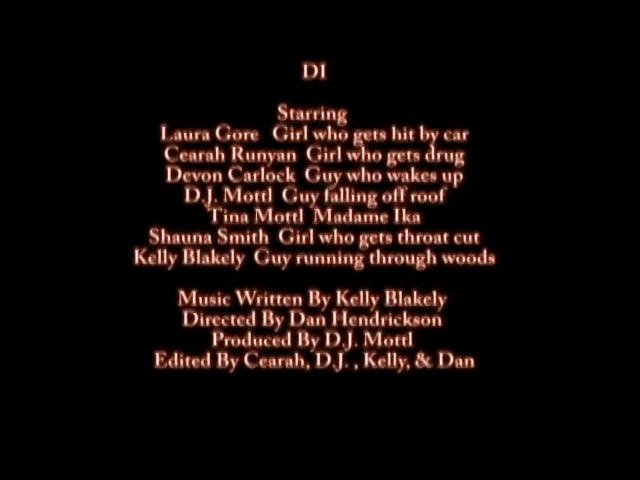 DI
Starring
Laura Gore Girl who gets hit by car
Cearah Runyan Girl who gets drug
Devon Carlock Guy who wakes up
D.J. Mottl Guy falling off roof
Tina Mottl Madame Ika
Shauna Smith Girl who gets throat cut
Kelly Blakely Guy running through woods
Music Written By Kelly Blakely
Directed By Dan Hendrickson
Produced By D.J. Mottl
Edited By Cearah, D.J. , Kelly, & Dan